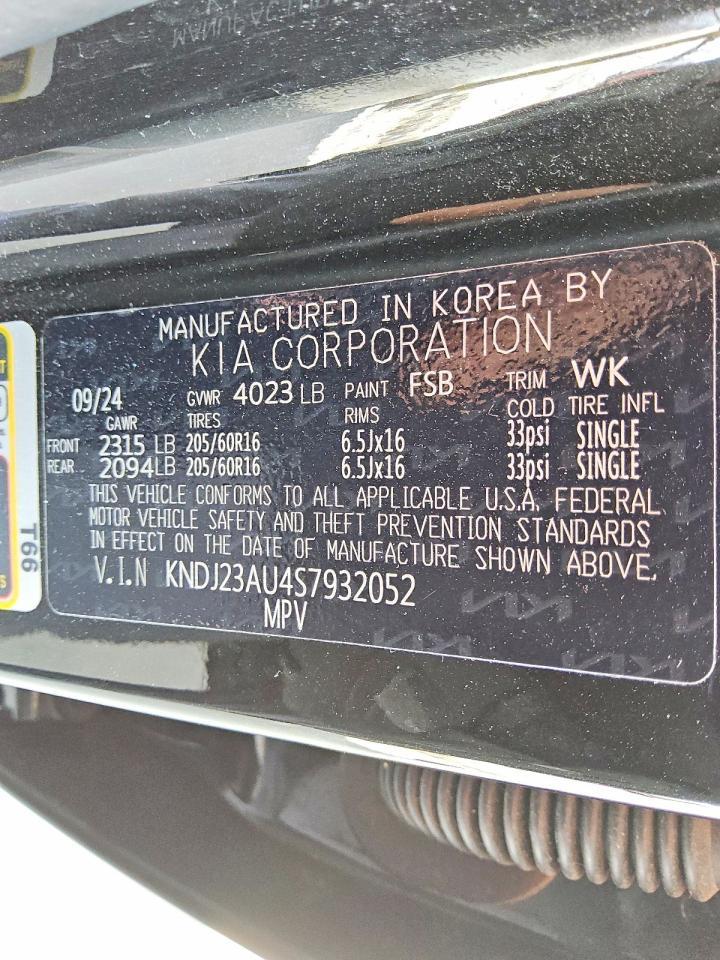 MANUFACTURED IN KOREA BY
KIA CORPORATION
09/24 GVWR 4023 LB PAINT FSB TRIM WK
GAWR TIRES RIMS COLD TIRE INFL
FRONT 2315 LB 205/60R16 6.5Jx16 33psi SINGLE
REAR 2094 LB 205/60R16 6.5Jx16 33psi SINGLE
THIS VEHICLE CONFORMS TO ALL APPLICABLE U.S.A. FEDERAL
MOTOR VEHICLE SAFETY AND THEFT PREVENTION STANDARDS
IN EFFECT ON THE DATE OF MANUFACTURE SHOWN ABOVE.
V.I.N KNDJ23AU4S7932052
MPV
T66